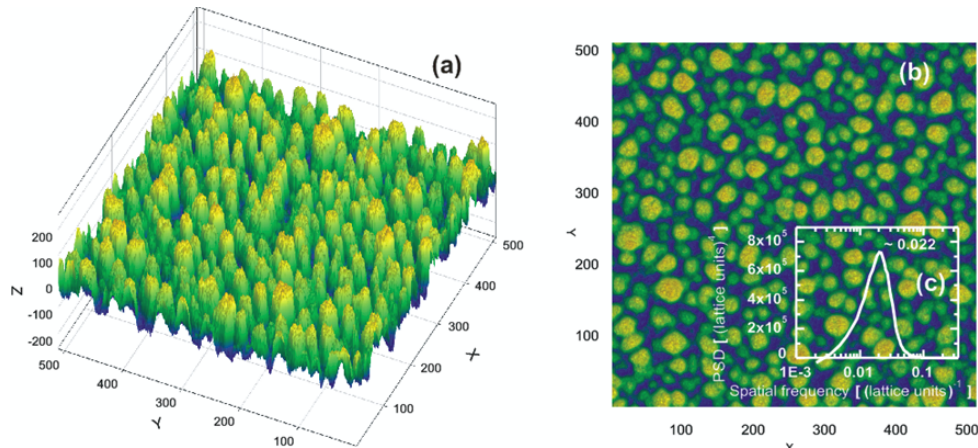 (a)
200
100
0
-100
-200
Z
500
400
300
200
100
Y
100
200
300
400
500
X
(b)
500
400
300
200
100
Y
100 200 300 400 500
X
(c)
~ 0.022
8x10⁵
6x10⁵
4x10⁵
2x10⁵
0
PSD [ (lattice units)⁻⁴ ]
1E-3 0.01 0.1
Spatial frequency [ (lattice units)⁻¹ ]